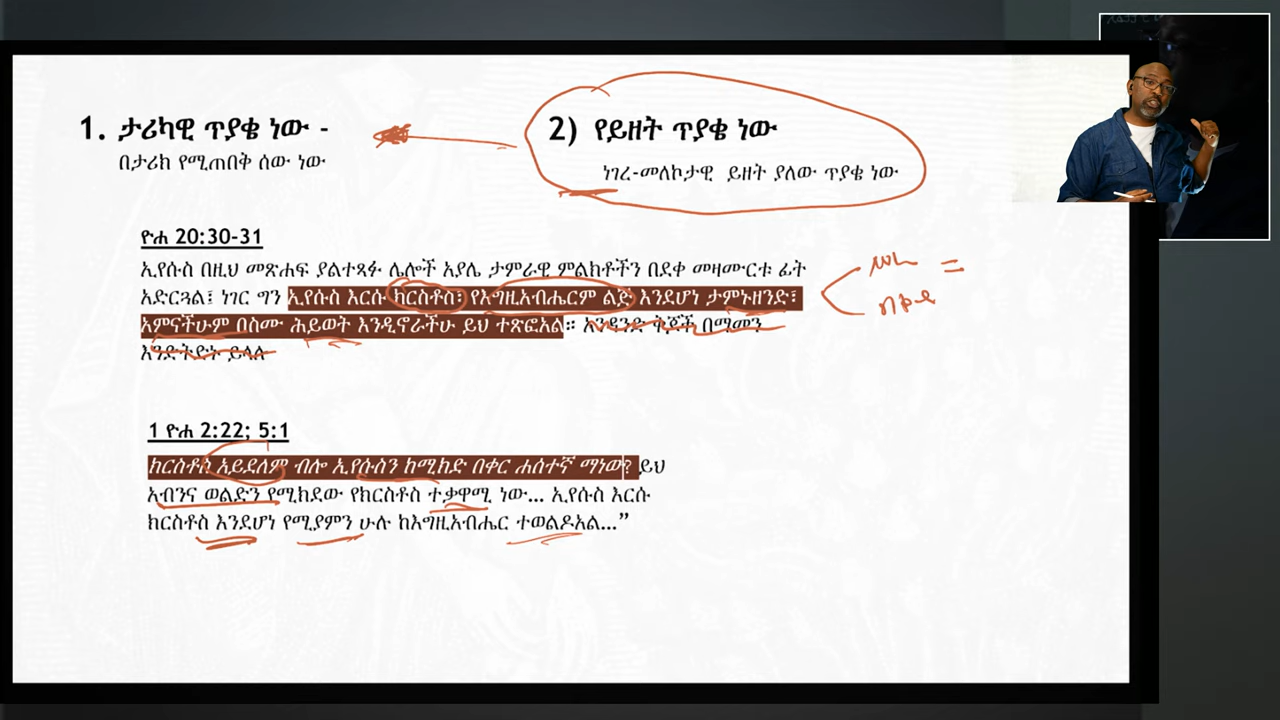 1. ታሪካዊ ጥያቄ ነው -
በታሪክ የሚጠበቅ ሰው ነው
2) የይዘት ጥያቄ ነው
ነገረ-መለኮታዊ ይዘት ያለው ጥያቄ ነው
ዮሐ 20:30-31
ኢየሱስ በዚህ መጽሐፍ ያልተጻፉ ሌሎች አያሌ ታምራዊ ምልክቶችን በደቀ መዛሙርቱ ፊት
አድርጓል፤ ነገር ግን ኢየሱስ እርሱ ክርስቶስ፣ የእግዚአብሔርም ልጅ እንደሆነ ታምኑዘንድ፣
አምናችሁም በስሙ ሕይወት እንዲኖራችሁ ይህ ተጽፎአል። አንዳንድ ቅጆች በማመን
እንድትድኑ ይላሉ
=
1 ዮሐ 2:22; 5:1
ክርስቶስ አይደለም ብሎ ኢየሱስን ከሚክድ በቀር ሐሰተኛ ማነው? ይህ
አብንና ወልድን የሚክደው የክርስቶስ ተቃዋሚ ነው... ኢየሱስ እርሱ
ክርስቶስ እንደሆነ የሚያምን ሁሉ ከእግዚአብሔር ተወልዶአል...”